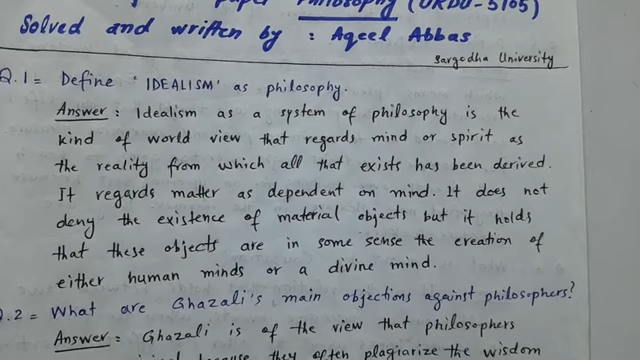 paper Philosophy (URDU-5105)
Solved and written by : Aqeel Abbas
Sargodha University
Q.1 = Define 'IDEALISM' as philosophy.
Answer : Idealism as a system of philosophy is the
kind of world view that regards mind or spirit as
the reality from which all that exists has been derived.
It regards matter as dependent on mind. It does not
deny the existence of material objects but it holds
that these objects are in some sense the creation of
either human minds or a divine mind.
Q.2 = What are Ghazali's main objections against philosophers?
Answer : Ghazali is of the view that philosophers
because they often plagiarize the wisdom